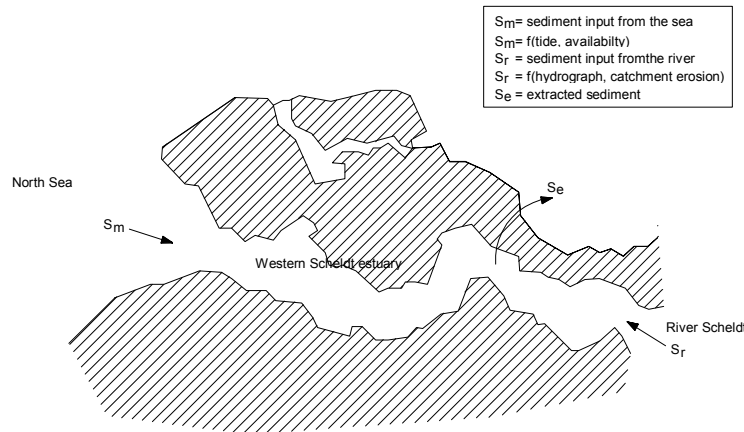 Sm= sediment input from the sea
Sm= f(tide, availabilty)
Sr = sediment input fromthe river
Sr = f(hydrograph, catchment erosion)
Se = extracted sediment
North Sea
Se
Sm
Western Scheldt estuary
River Scheldt
Sr